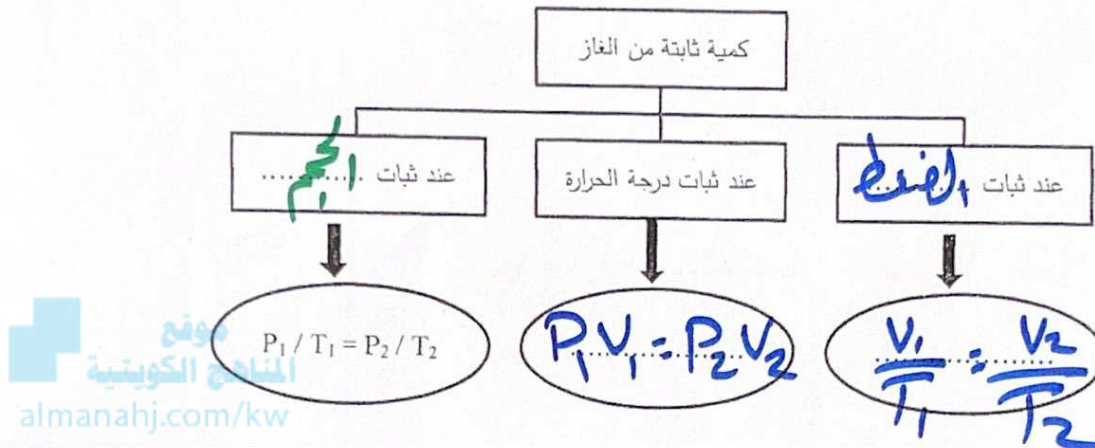 كمية ثابتة من الغاز
عند ثبات الضغط
عند ثبات درجة الحرارة
عند ثبات الحجم
V₁/T₁ = V₂/T₂
P₁V₁ = P₂V₂
P₁ / T₁ = P₂ / T₂
موقع
المناهج الكويتية
almanahj.com/kw